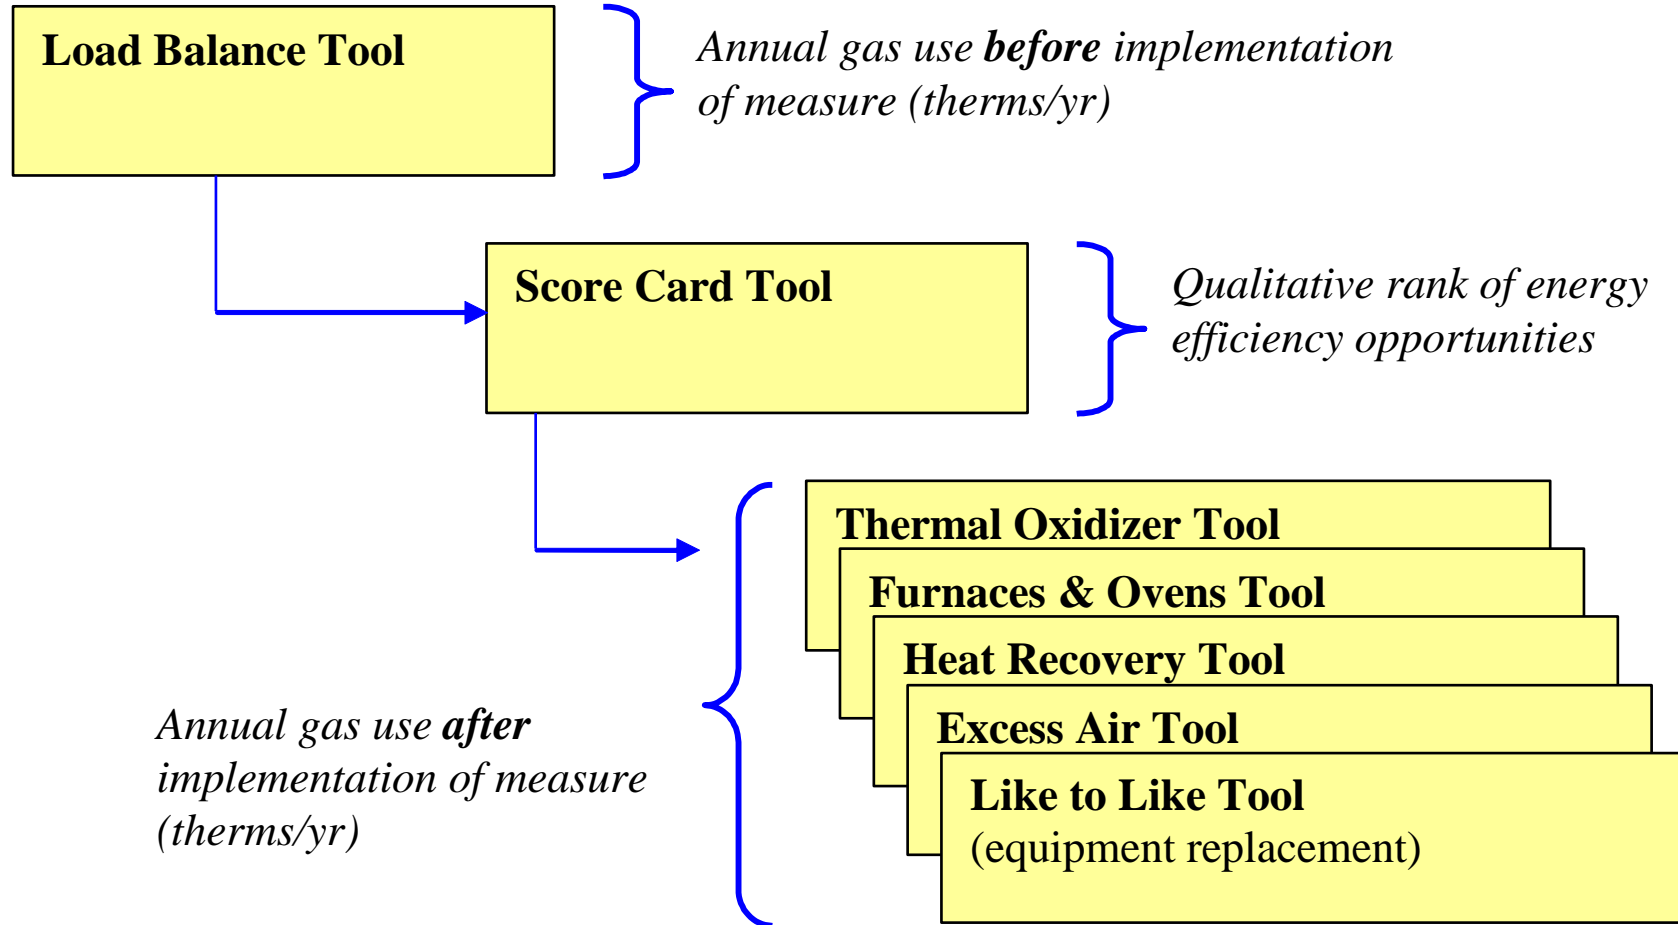 Load Balance Tool
Annual gas use before implementation
of measure (therms/yr)
Score Card Tool
Qualitative rank of energy
efficiency opportunities
Thermal Oxidizer Tool
Furnaces & Ovens Tool
Heat Recovery Tool
Excess Air Tool
Like to Like Tool
(equipment replacement)
Annual gas use after
implementation of measure
(therms/yr)